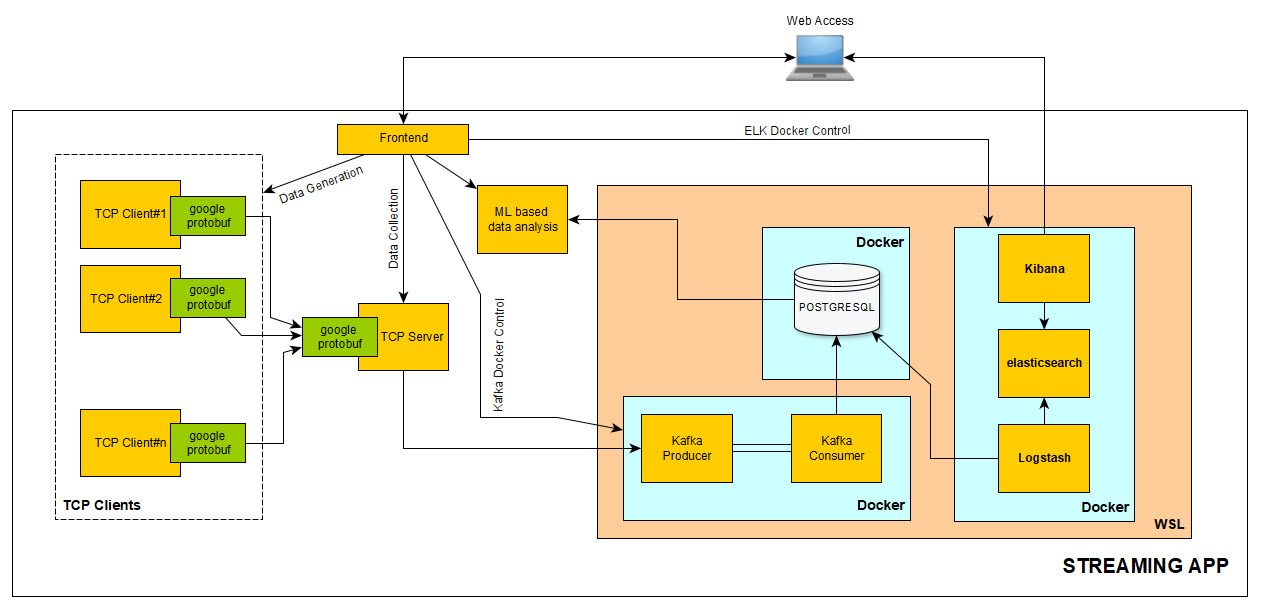 Web Access
Frontend
ELK Docker Control
Data Generation
Data Collection
Kafka Docker Control
TCP Client#1
google
protobuf
TCP Client#2
google
protobuf
TCP Client#n
google
protobuf
TCP Clients
google
protobuf
TCP Server
ML based
data analysis
Docker
POSTGRESQL
Kafka
Producer
Kafka
Consumer
Docker
Kibana
elasticsearch
Logstash
Docker
WSL
STREAMING APP